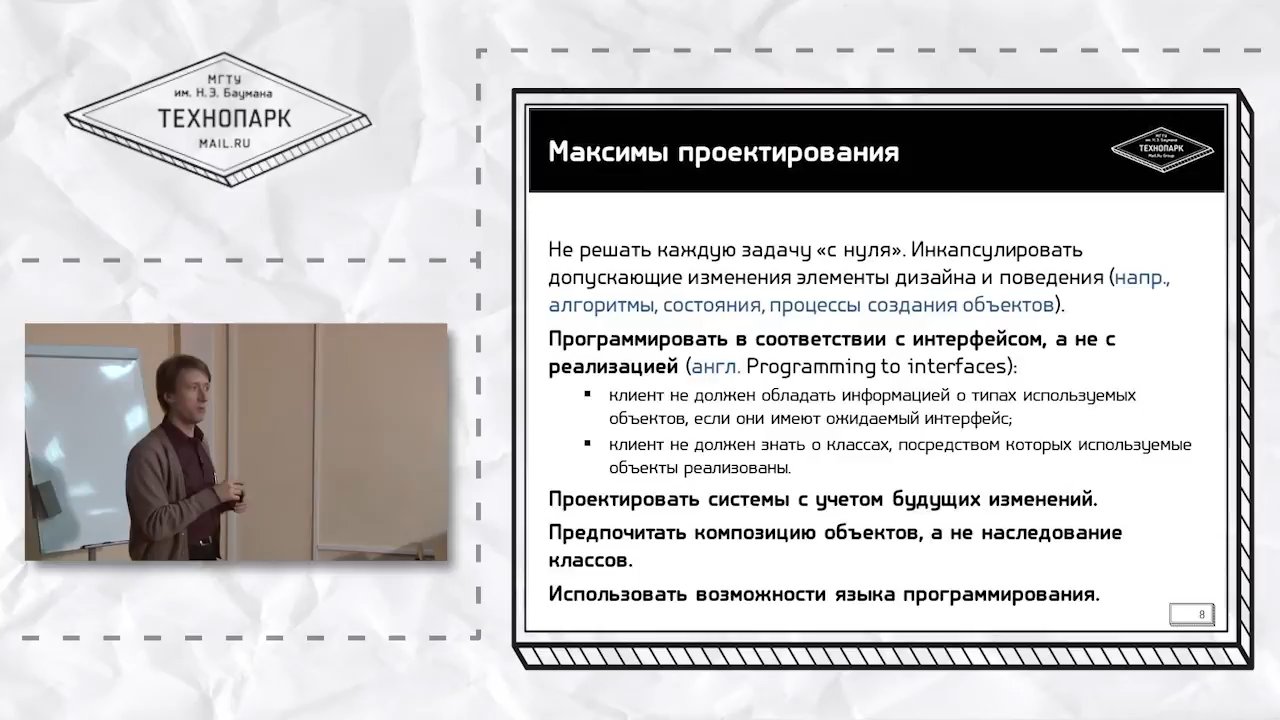 МГТУ
им. Н.Э. Баумана
ТЕХНОПАРК
MAIL.RU
Максимы проектирования
ТЕХНОПАРК
Не решать каждую задачу «с нуля». Инкапсулировать
допускающие изменения элементы дизайна и поведения (напр.,
алгоритмы, состояния, процессы создания объектов).
Программировать в соответствии с интерфейсом, а не с
реализацией (англ. Programming to interfaces):
▪ клиент не должен обладать информацией о типах используемых
объектов, если они имеют ожидаемый интерфейс;
▪ клиент не должен знать о классах, посредством которых используемые
объекты реализованы.
Проектировать системы с учетом будущих изменений.
Предпочитать композицию объектов, а не наследование
классов.
Использовать возможности языка программирования.
8